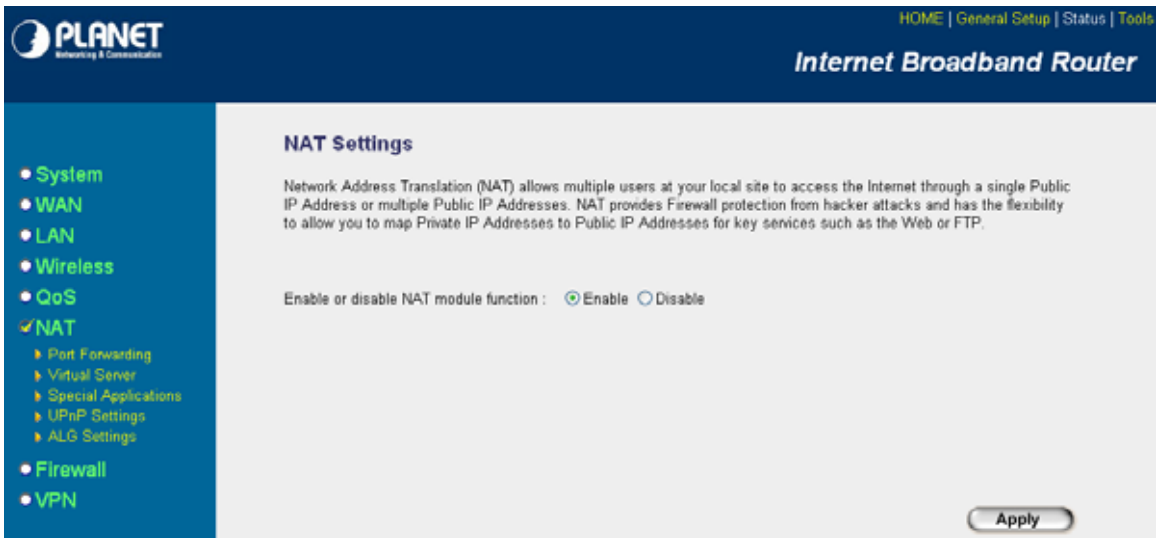 HOME | General Setup | Status | Tools
PLANET
Networking & Communication
Internet Broadband Router
NAT Settings
Network Address Translation (NAT) allows multiple users at your local site to access the Internet through a single Public
IP Address or multiple Public IP Addresses. NAT provides Firewall protection from hacker attacks and has the flexibility
to allow you to map Private IP Addresses to Public IP Addresses for key services such as the Web or FTP.
Enable or disable NAT module function : Enable Disable
System
WAN
LAN
Wireless
QoS
NAT
Port Forwarding
Virtual Server
Special Applications
UPnP Settings
ALG Settings
Firewall
VPN
Apply